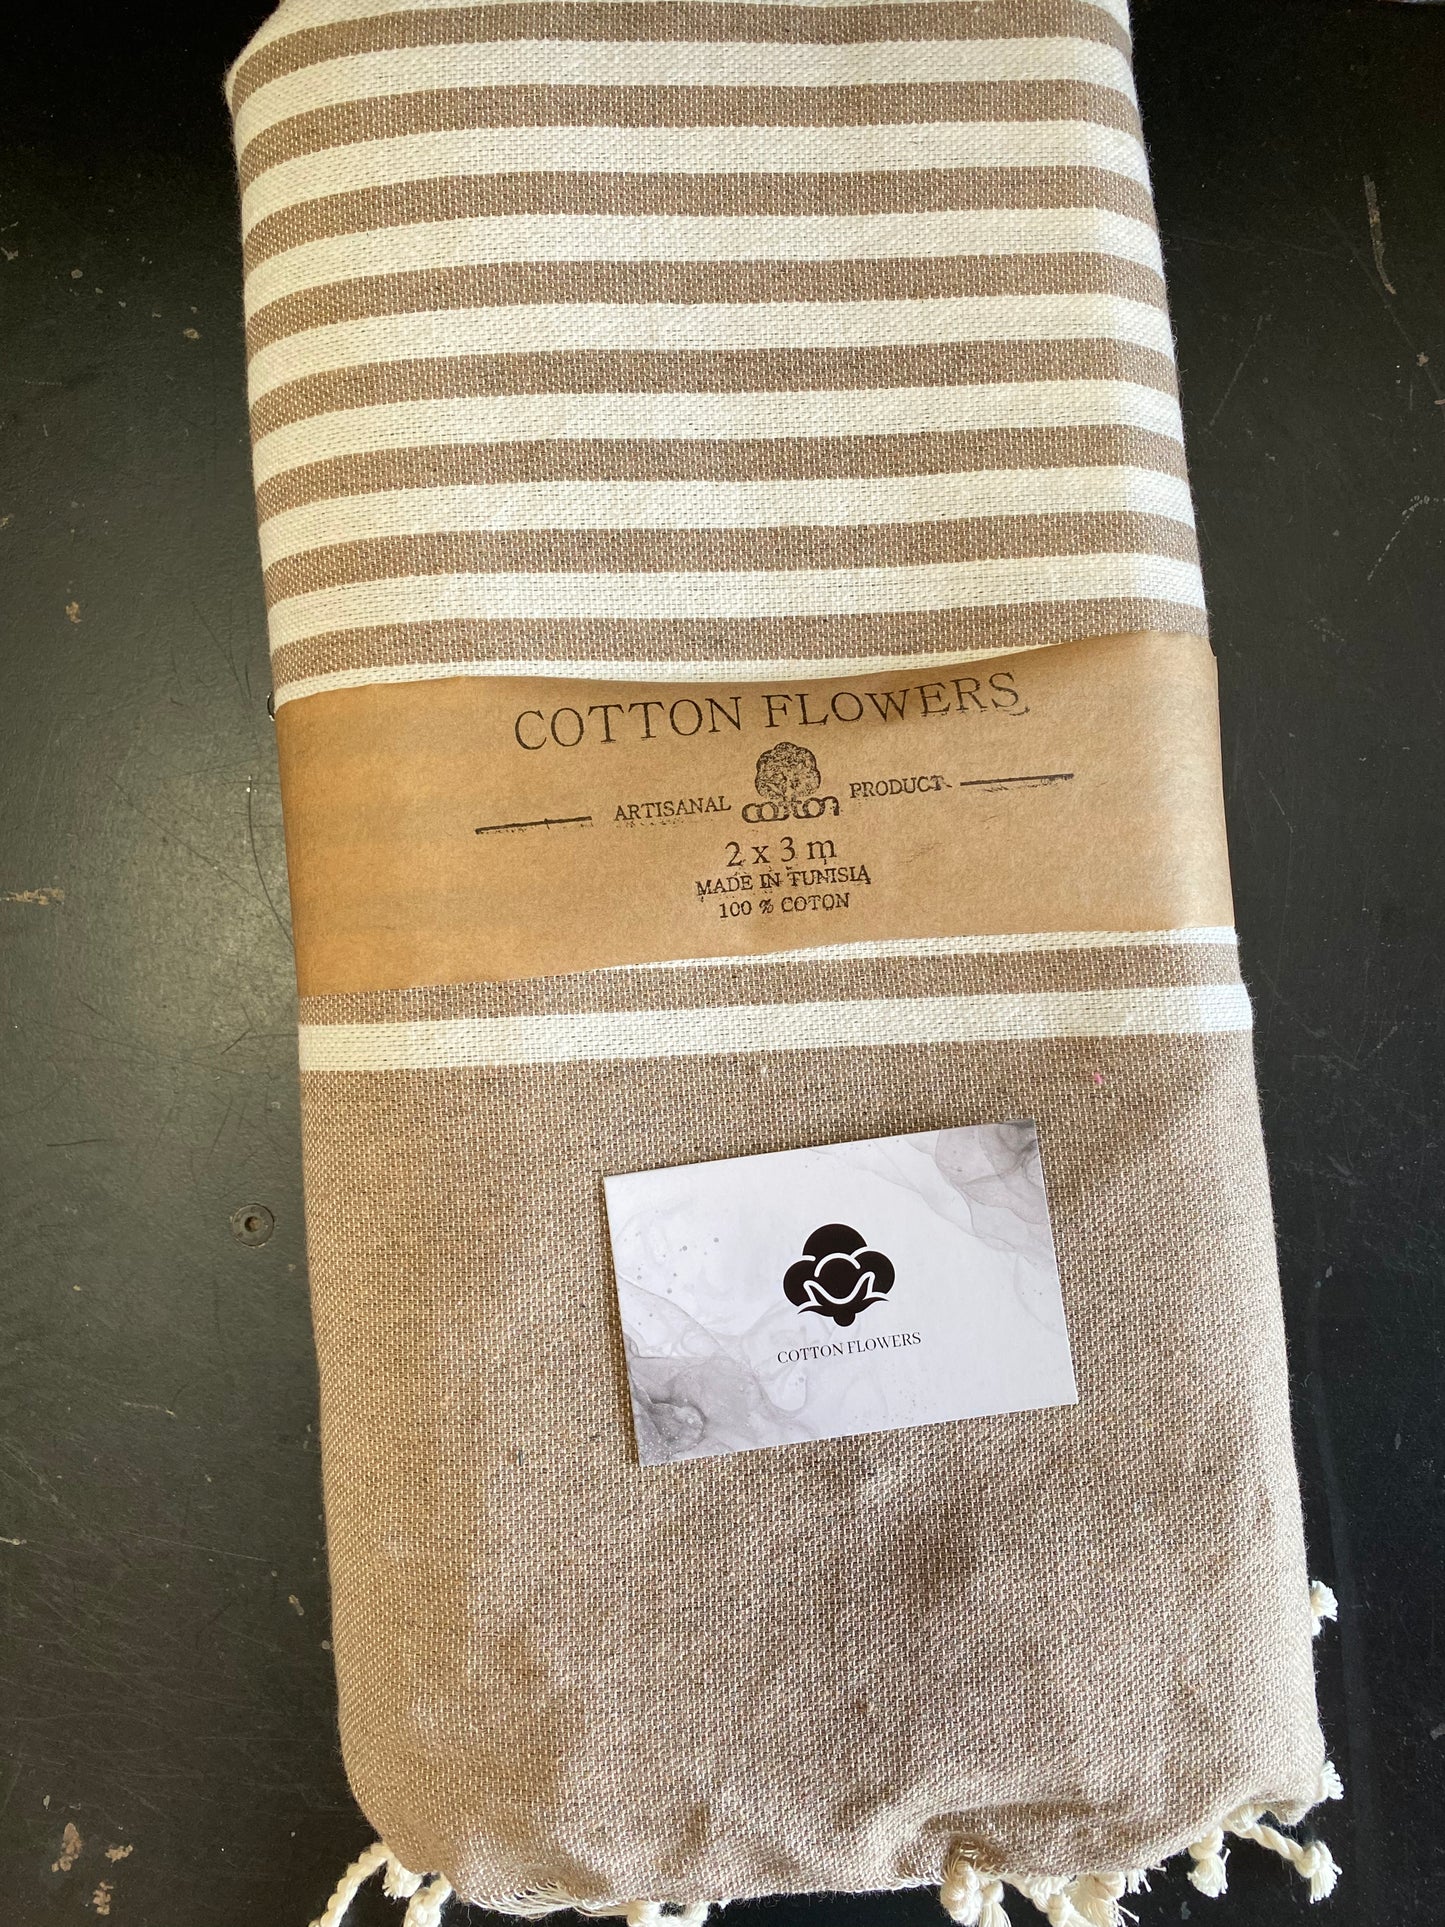 COTTON FLOWERS
ARTISANAL cotton PRODUCT
2 x 3 m
MADE IN TUNISIA
100 % COTON
COTTON FLOWERS